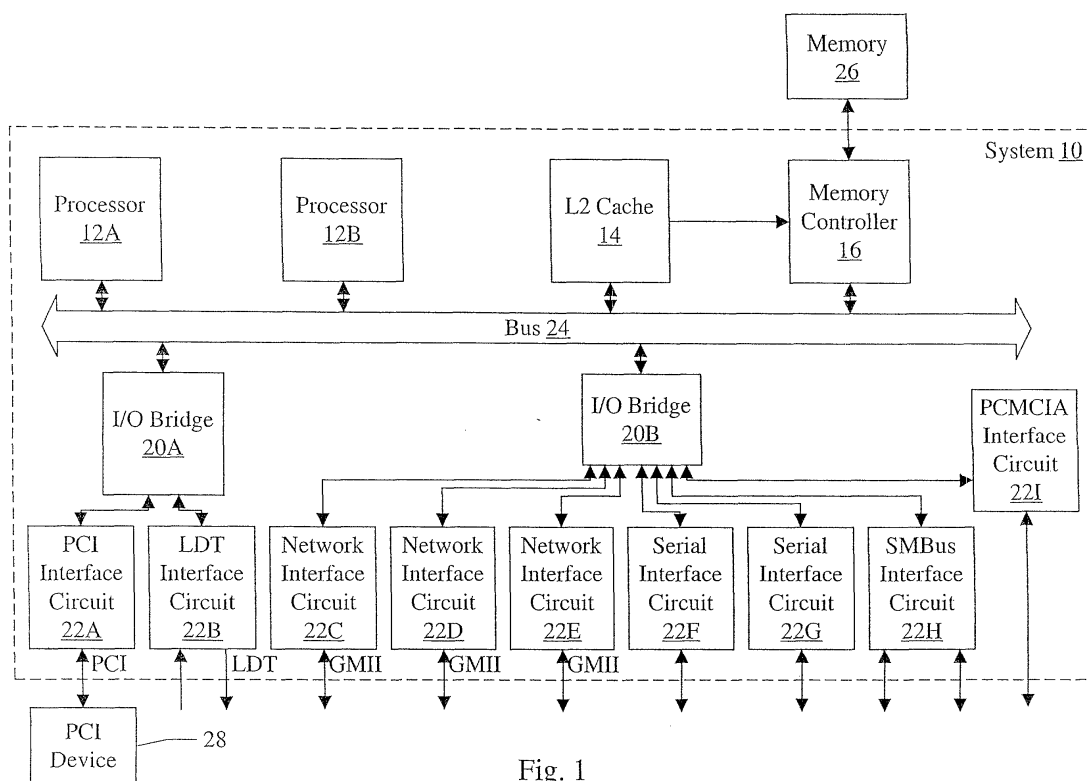 Memory
26
System 10
Processor
12A
Processor
12B
L2 Cache
14
Memory
Controller
16
Bus 24
I/O Bridge
20A
I/O Bridge
20B
PCMCIA
Interface
Circuit
22I
PCI
Interface
Circuit
22A
LDT
Interface
Circuit
22B
Network
Interface
Circuit
22C
Network
Interface
Circuit
22D
Network
Interface
Circuit
22E
Serial
Interface
Circuit
22F
Serial
Interface
Circuit
22G
SMBus
Interface
Circuit
22H
PCI
LDT
GMII
GMII
GMII
PCI
Device
28
Fig. 1